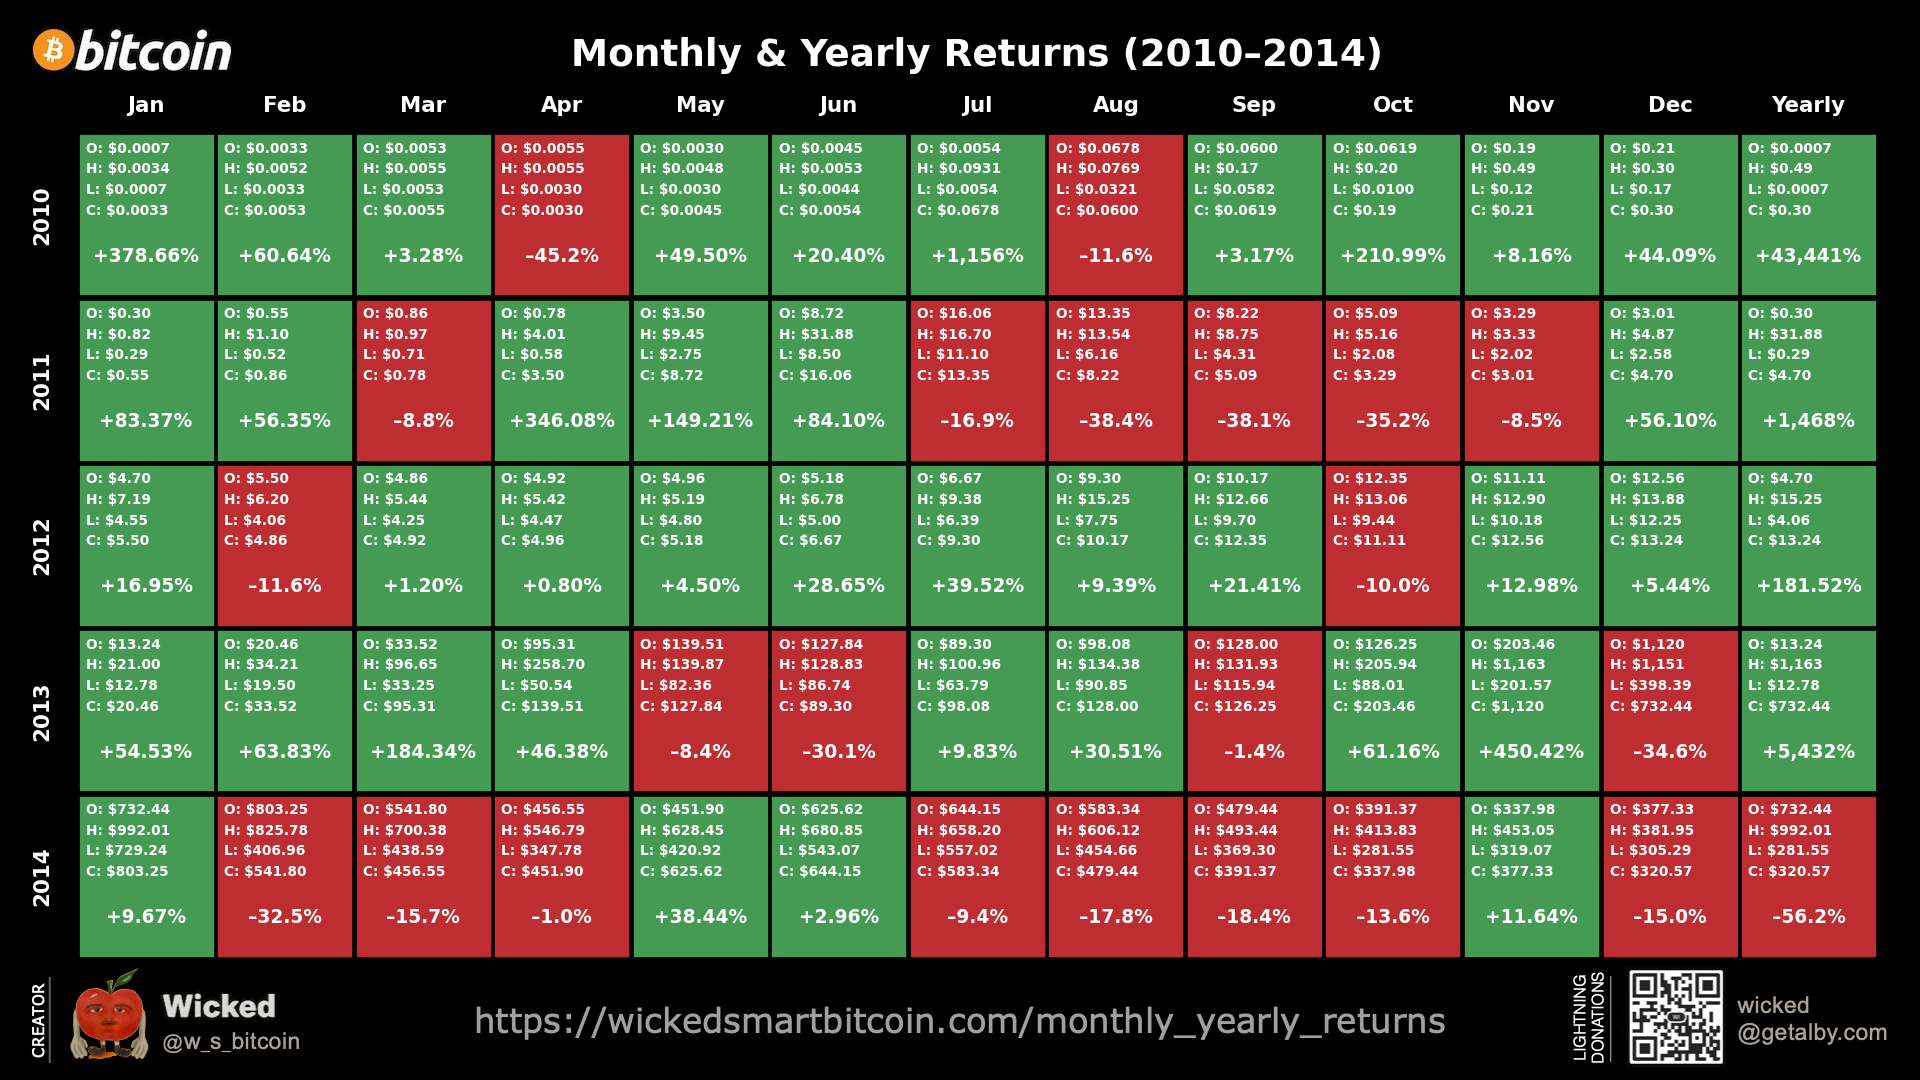 bitcoin
Monthly & Yearly Returns (2010–2014)
Jan Feb Mar Apr May Jun Jul Aug Sep Oct Nov Dec Yearly
2010
O: $0.0007 O: $0.0033 O: $0.0053 O: $0.0055 O: $0.0030 O: $0.0045 O: $0.0054 O: $0.0678 O: $0.0600 O: $0.0619 O: $0.19 O: $0.21 O: $0.0007
H: $0.0034 H: $0.0052 H: $0.0055 H: $0.0055 H: $0.0048 H: $0.0053 H: $0.0931 H: $0.0769 H: $0.17 H: $0.20 H: $0.49 H: $0.30 H: $0.49
L: $0.0007 L: $0.0033 L: $0.0053 L: $0.0030 L: $0.0030 L: $0.0044 L: $0.0054 L: $0.0321 L: $0.0582 L: $0.0100 L: $0.12 L: $0.17 L: $0.0007
C: $0.0033 C: $0.0053 C: $0.0055 C: $0.0030 C: $0.0045 C: $0.0054 C: $0.0678 C: $0.0600 C: $0.0619 C: $0.19 C: $0.21 C: $0.30 C: $0.30
+378.66% +60.64% +3.28% –45.2% +49.50% +20.40% +1,156% –11.6% +3.17% +210.99% +8.16% +44.09% +43,441%
2011
O: $0.30 O: $0.55 O: $0.86 O: $0.78 O: $3.50 O: $8.72 O: $16.06 O: $13.35 O: $8.22 O: $5.09 O: $3.29 O: $3.01 O: $0.30
H: $0.82 H: $1.10 H: $0.97 H: $4.01 H: $9.45 H: $31.88 H: $16.70 H: $13.54 H: $8.75 H: $5.16 H: $3.33 H: $4.87 H: $31.88
L: $0.29 L: $0.52 L: $0.71 L: $0.58 L: $2.75 L: $8.50 L: $11.10 L: $6.16 L: $4.31 L: $2.08 L: $2.02 L: $2.58 L: $0.29
C: $0.55 C: $0.86 C: $0.78 C: $3.50 C: $8.72 C: $16.06 C: $13.35 C: $8.22 C: $5.09 C: $3.29 C: $3.01 C: $4.70 C: $4.70
+83.37% +56.35% –8.8% +346.08% +149.21% +84.10% –16.9% –38.4% –38.1% –35.2% –8.5% +56.10% +1,468%
2012
O: $4.70 O: $5.50 O: $4.86 O: $4.92 O: $4.96 O: $5.18 O: $6.67 O: $9.30 O: $10.17 O: $12.35 O: $11.11 O: $12.56 O: $4.70
H: $7.19 H: $6.20 H: $5.44 H: $5.42 H: $5.19 H: $6.78 H: $9.38 H: $15.25 H: $12.66 H: $13.06 H: $12.90 H: $13.88 H: $15.25
L: $4.55 L: $4.06 L: $4.25 L: $4.47 L: $4.80 L: $5.00 L: $6.39 L: $7.75 L: $9.70 L: $9.44 L: $10.18 L: $12.25 L: $4.06
C: $5.50 C: $4.86 C: $4.92 C: $4.96 C: $5.18 C: $6.67 C: $9.30 C: $10.17 C: $12.35 C: $11.11 C: $12.56 C: $13.24 C: $13.24
+16.95% –11.6% +1.20% +0.80% +4.50% +28.65% +39.52% +9.39% +21.41% –10.0% +12.98% +5.44% +181.52%
2013
O: $13.24 O: $20.46 O: $33.52 O: $95.31 O: $139.51 O: $127.84 O: $89.30 O: $98.08 O: $128.00 O: $126.25 O: $203.46 O: $1,120 O: $13.24
H: $21.00 H: $34.21 H: $96.65 H: $258.70 H: $139.87 H: $128.83 H: $100.96 H: $134.38 H: $131.93 H: $205.94 H: $1,163 H: $1,151 H: $1,163
L: $12.78 L: $19.50 L: $33.25 L: $50.54 L: $82.36 L: $86.74 L: $63.79 L: $90.85 L: $115.94 L: $88.01 L: $201.57 L: $398.39 L: $12.78
C: $20.46 C: $33.52 C: $95.31 C: $139.51 C: $127.84 C: $89.30 C: $98.08 C: $128.00 C: $126.25 C: $203.46 C: $1,120 C: $732.44 C: $732.44
+54.53% +63.83% +184.34% +46.38% –8.4% –30.1% +9.83% +30.51% –1.4% +61.16% +450.42% –34.6% +5,432%
2014
O: $732.44 O: $803.25 O: $541.80 O: $456.55 O: $451.90 O: $625.62 O: $644.15 O: $583.34 O: $479.44 O: $391.37 O: $337.98 O: $377.33 O: $732.44
H: $992.01 H: $825.78 H: $700.38 H: $546.79 H: $628.45 H: $680.85 H: $658.20 H: $606.12 H: $493.44 H: $413.83 H: $453.05 H: $381.95 H: $992.01
L: $729.24 L: $406.96 L: $438.59 L: $347.78 L: $420.92 L: $543.07 L: $557.02 L: $454.66 L: $369.30 L: $281.55 L: $319.07 L: $305.29 L: $281.55
C: $803.25 C: $541.80 C: $456.55 C: $451.90 C: $625.62 C: $644.15 C: $583.34 C: $479.44 C: $391.37 C: $337.98 C: $377.33 C: $320.57 C: $320.57
+9.67% –32.5% –15.7% –1.0% +38.44% +2.96% –9.4% –17.8% –18.4% –13.6% +11.64% –15.0% –56.2%
CREATOR
Wicked
@w_s_bitcoin
https://wickedsmartbitcoin.com/monthly_yearly_returns
LIGHTNING
DONATIONS
wicked
@getalby.com